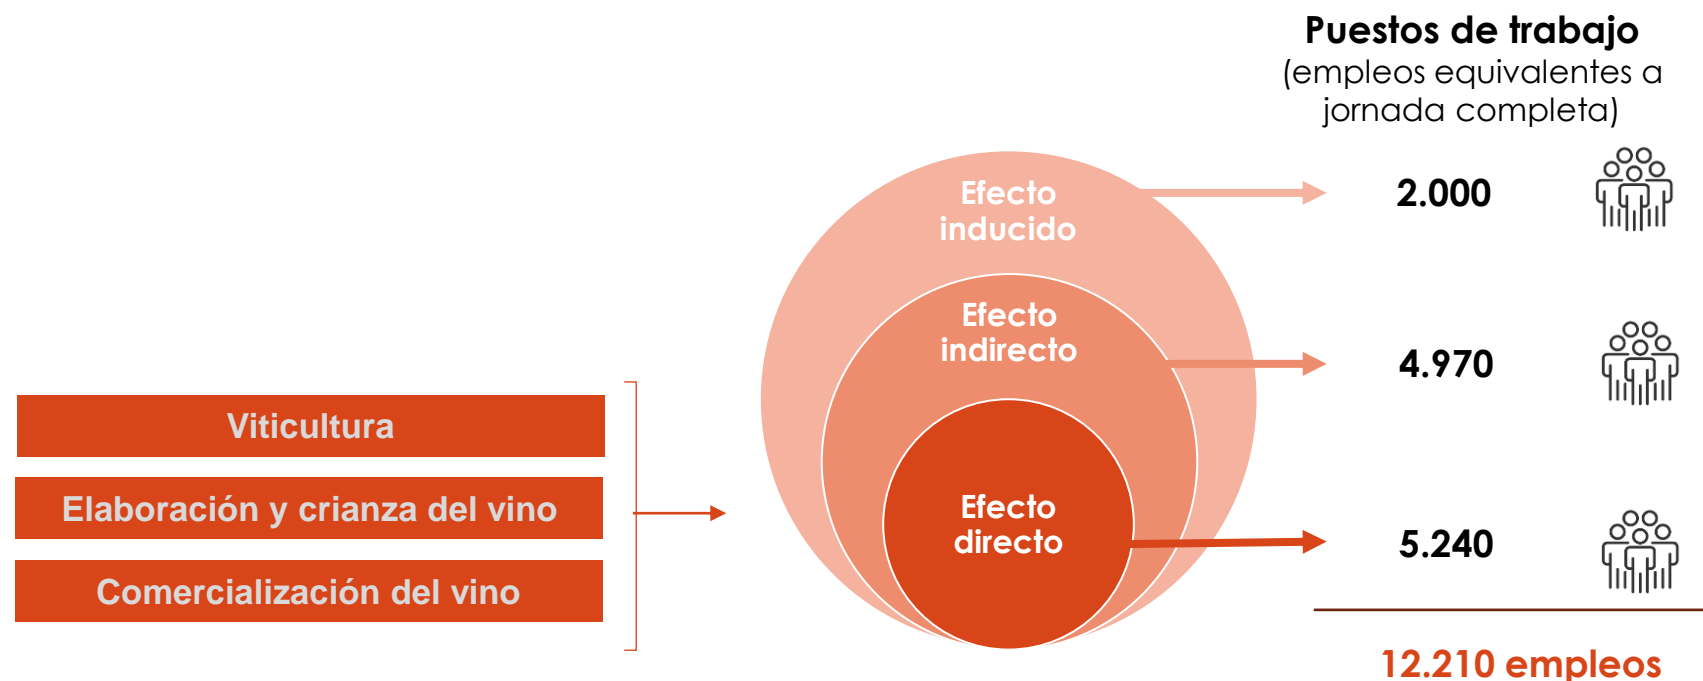 Puestos de trabajo
(empleos equivalentes a
jornada completa)
Efecto
inducido
2.000
Efecto
indirecto
4.970
Viticultura
Elaboración y crianza del vino
Comercialización del vino
Efecto
directo
5.240
12.210 empleos